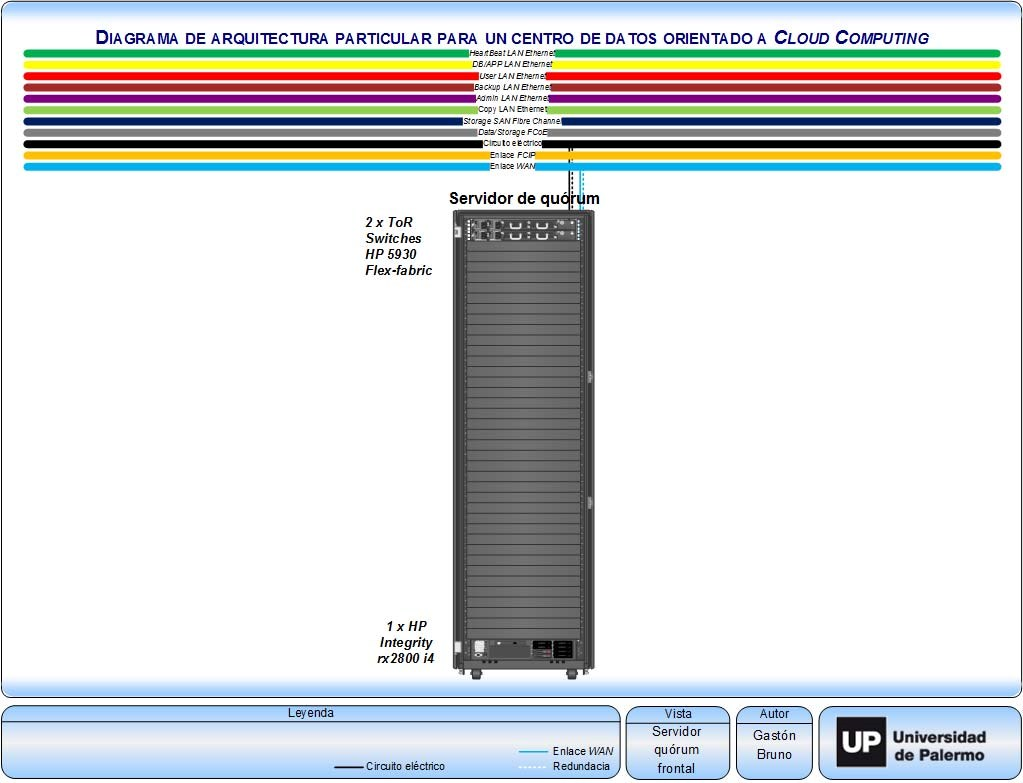 DIAGRAMA DE ARQUITECTURA PARTICULAR PARA UN CENTRO DE DATOS ORIENTADO A CLOUD COMPUTING
HeartBeat LAN Ethernet
DB/APP LAN Ethernet
User LAN Ethernet
Backup LAN Ethernet
Admin LAN Ethernet
Copy LAN Ethernet
Storage SAN Fibre Channel
Data/Storage FCoE
Circuito eléctrico
Enlace FCIP
Enlace WAN
Servidor de quórum
2 x ToR
Switches
HP 5930
Flex-fabric
1 x HP
Integrity
rx2800 i4
Leyenda
Enlace WAN
Circuito eléctrico
Redundacia
Vista
Servidor
quórum
frontal
Autor
Gastón
Bruno
UP
Universidad
de Palermo